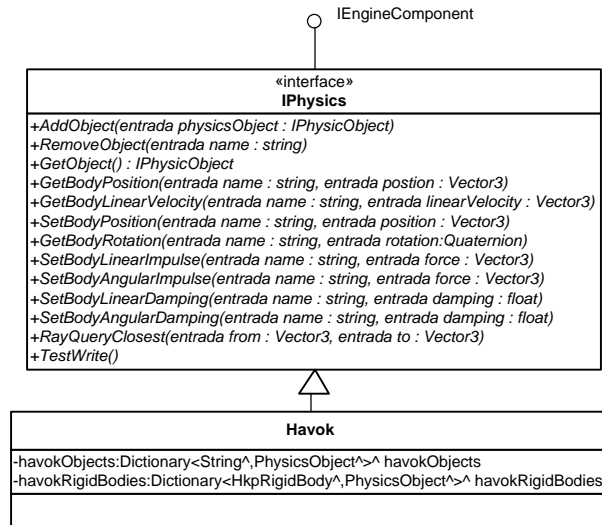 IEngineComponent
«interface»
IPhysics
+AddObject(entrada physicsObject : IPhysicObject)
+RemoveObject(entrada name : string)
+GetObject() : IPhysicObject
+GetBodyPosition(entrada name : string, entrada postion : Vector3)
+GetBodyLinearVelocity(entrada name : string, entrada linearVelocity : Vector3)
+SetBodyPosition(entrada name : string, entrada position : Vector3)
+GetBodyRotation(entrada name : string, entrada rotation:Quaternion)
+SetBodyLinearImpulse(entrada name : string, entrada force : Vector3)
+SetBodyAngularImpulse(entrada name : string, entrada force : Vector3)
+SetBodyLinearDamping(entrada name : string, entrada damping : float)
+SetBodyAngularDamping(entrada name : string, entrada damping : float)
+RayQueryClosest(entrada from : Vector3, entrada to : Vector3)
+TestWrite()
Havok
-havokObjects:Dictionary<String^,PhysicsObject^>^ havokObjects
-havokRigidBodies:Dictionary<HkpRigidBody^,PhysicsObject^>^ havokRigidBodies